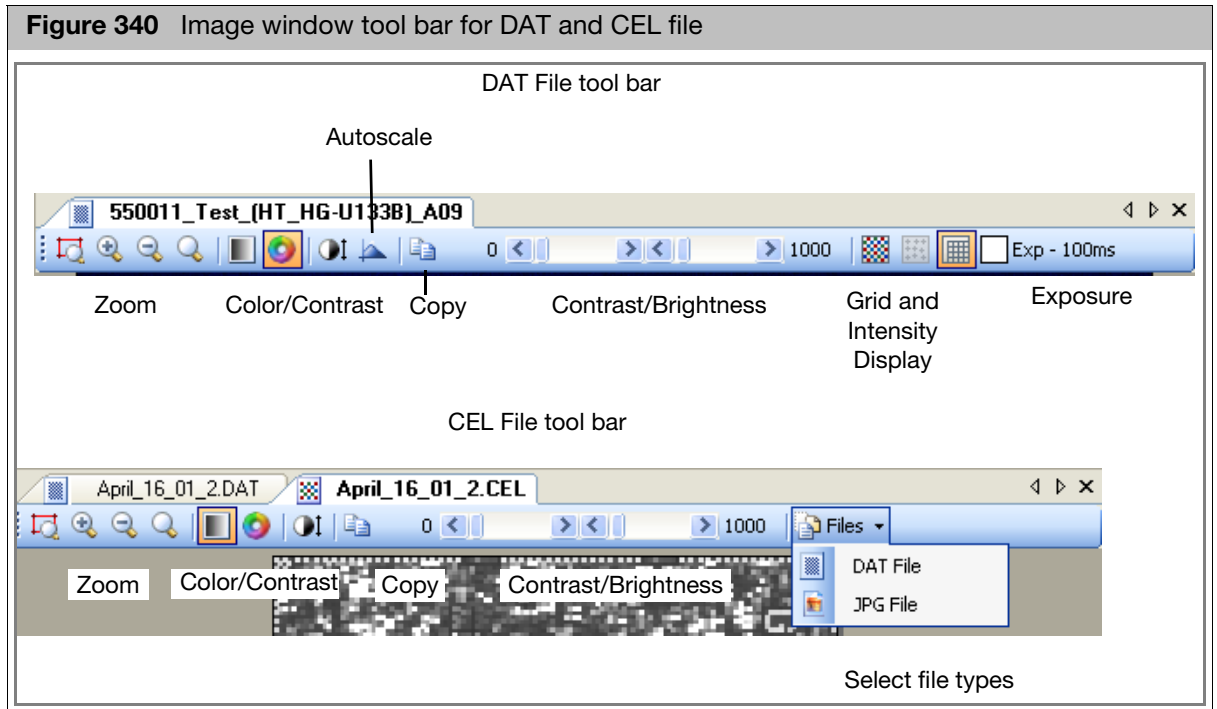 Figure 340 Image window tool bar for DAT and CEL file
DAT File tool bar
Autoscale
550011_Test_(HT_HG-U133B)_A09
0 1000 Exp - 100ms
Zoom Color/Contrast Copy Contrast/Brightness Grid and Intensity Display Exposure
CEL File tool bar
April_16_01_2.DAT April_16_01_2.CEL
0 1000 Files
DAT File
JPG File
Zoom Color/Contrast Copy Contrast/Brightness
Select file types